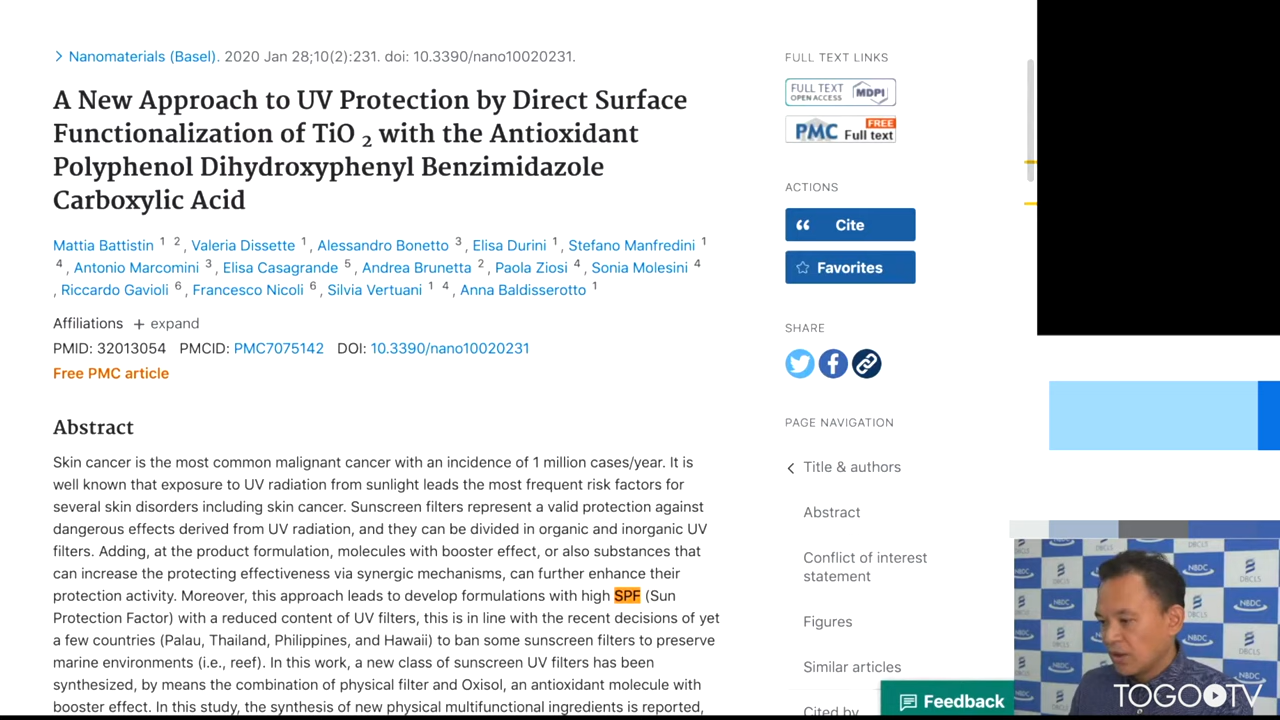 Nanomaterials (Basel). 2020 Jan 28;10(2):231. doi: 10.3390/nano10020231.
A New Approach to UV Protection by Direct Surface
Functionalization of TiO 2 with the Antioxidant
Polyphenol Dihydroxyphenyl Benzimidazole
Carboxylic Acid
Mattia Battistin 1 2, Valeria Dissette 1, Alessandro Bonetto 3, Elisa Durini 1, Stefano Manfredini 1
4, Antonio Marcomini 3, Elisa Casagrande 5, Andrea Brunetta 2, Paola Ziosi 4, Sonia Molesini 4
, Riccardo Gavioli 6, Francesco Nicoli 6, Silvia Vertuani 1 4, Anna Baldisserotto 1
Affiliations + expand
PMID: 32013054 PMCID: PMC7075142 DOI: 10.3390/nano10020231
Free PMC article
Abstract
Skin cancer is the most common malignant cancer with an incidence of 1 million cases/year. It is
well known that exposure to UV radiation from sunlight leads the most frequent risk factors for
several skin disorders including skin cancer. Sunscreen filters represent a valid protection against
dangerous effects derived from UV radiation, and they can be divided in organic and inorganic UV
filters. Adding, at the product formulation, molecules with booster effect, or also substances that
can increase the protecting effectiveness via synergic mechanisms, can further enhance their
protection activity. Moreover, this approach leads to develop formulations with high SPF (Sun
Protection Factor) with a reduced content of UV filters, this is in line with the recent decisions of yet
a few countries (Palau, Thailand, Philippines, and Hawaii) to ban some sunscreen filters to preserve
marine environments (i.e., reef). In this work, a new class of sunscreen UV filters has been
synthesized, by means the combination of physical filter and Oxisol, an antioxidant molecule with
booster effect. In this study, the synthesis of new physical multifunctional ingredients is reported,
FULL TEXT LINKS
FULL TEXT
OPEN ACCESS MDPI
PMC FREE
Full text
ACTIONS
Cite
Favorites
SHARE
PAGE NAVIGATION
Title & authors
Abstract
Conflict of interest
statement
Figures
Similar articles
Cited by
Feedback
NBDC
DBCLS
TOGO TV